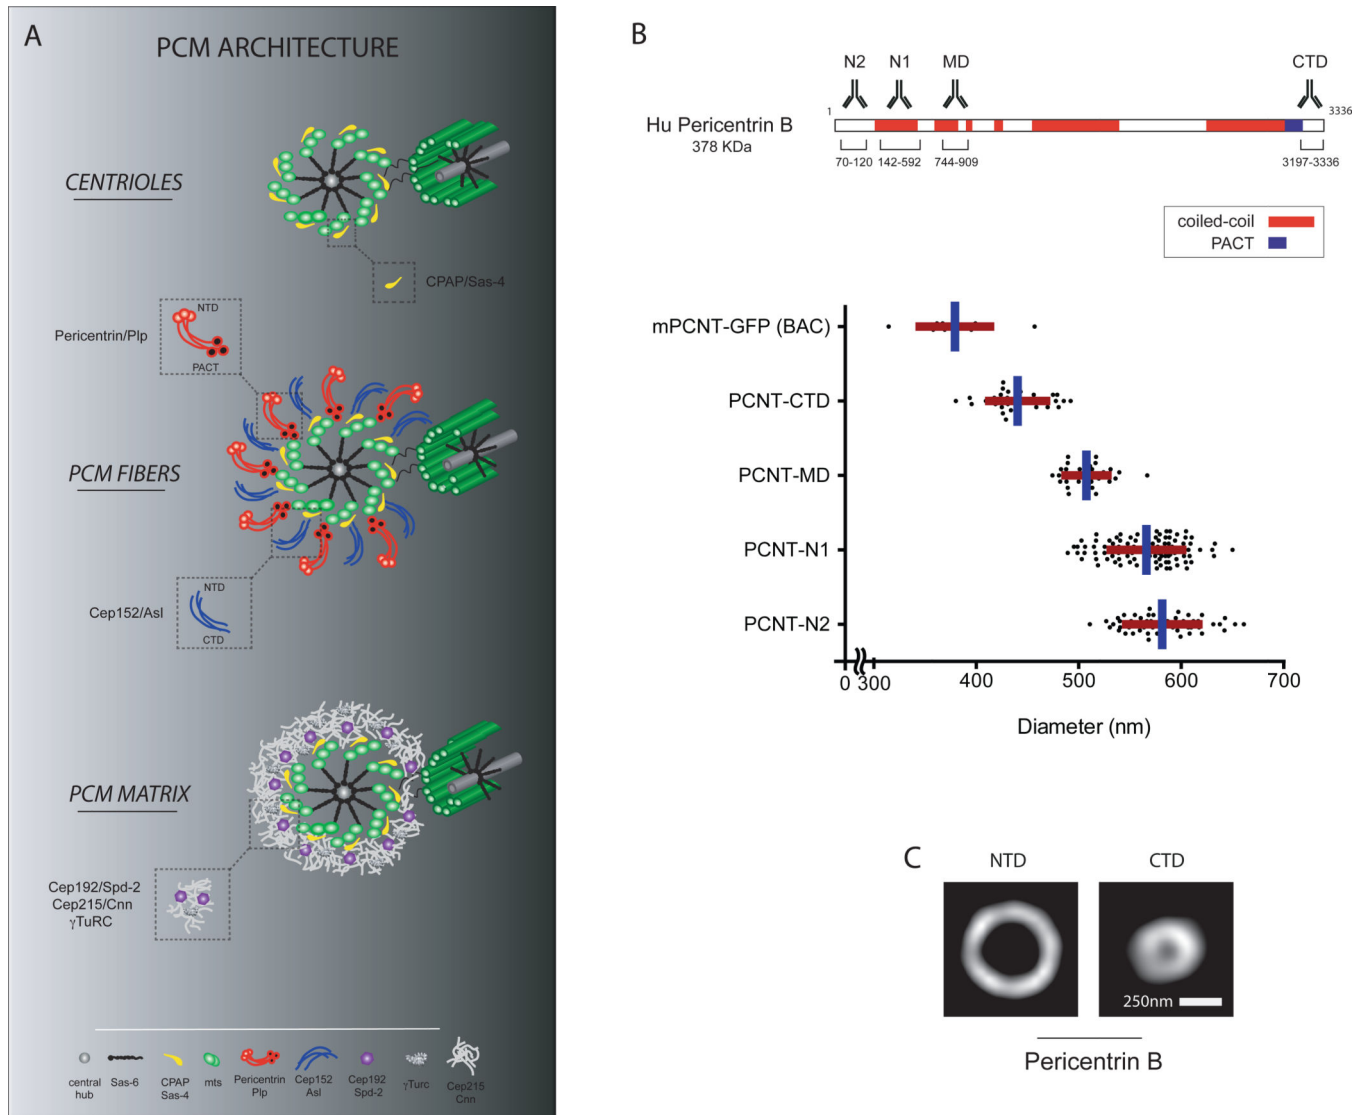 A
PCM ARCHITECTURE
CENTRIOLES
CPAP/Sas-4
NTD
Pericentrin/Plp
PACT
PCM FIBERS
NTD
Cep152/Asl
CTD
PCM MATRIX
Cep192/Spd-2
Cep215/Cnn
γTuRC
central hub
Sas-6
CPAP Sas-4
mts
Pericentrin Plp
Cep152 Asl
Cep192 Spd-2
γTurc
Cep215 Cnn
B
N2 N1 MD CTD
1 3336
Hu Pericentrin B
378 KDa
70-120 142-592 744-909 3197-3336
coiled-coil
PACT
mPCNT-GFP (BAC)
PCNT-CTD
PCNT-MD
PCNT-N1
PCNT-N2
0 300 400 500 600 700
Diameter (nm)
C
NTD CTD
250nm
Pericentrin B